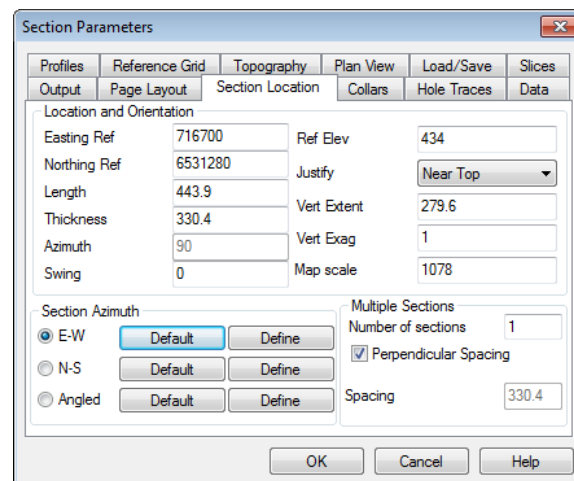 Section Parameters
Profiles Reference Grid Topography Plan View Load/Save Slices
Output Page Layout Section Location Collars Hole Traces Data
Location and Orientation
Easting Ref 716700
Northing Ref 6531280
Length 443.9
Thickness 330.4
Azimuth 90
Swing 0
Ref Elev 434
Justify Near Top
Vert Extent 279.6
Vert Exag 1
Map scale 1078
Section Azimuth
E-W Default Define
N-S Default Define
Angled Default Define
Multiple Sections
Number of sections 1
Perpendicular Spacing
Spacing 330.4
OK Cancel Help